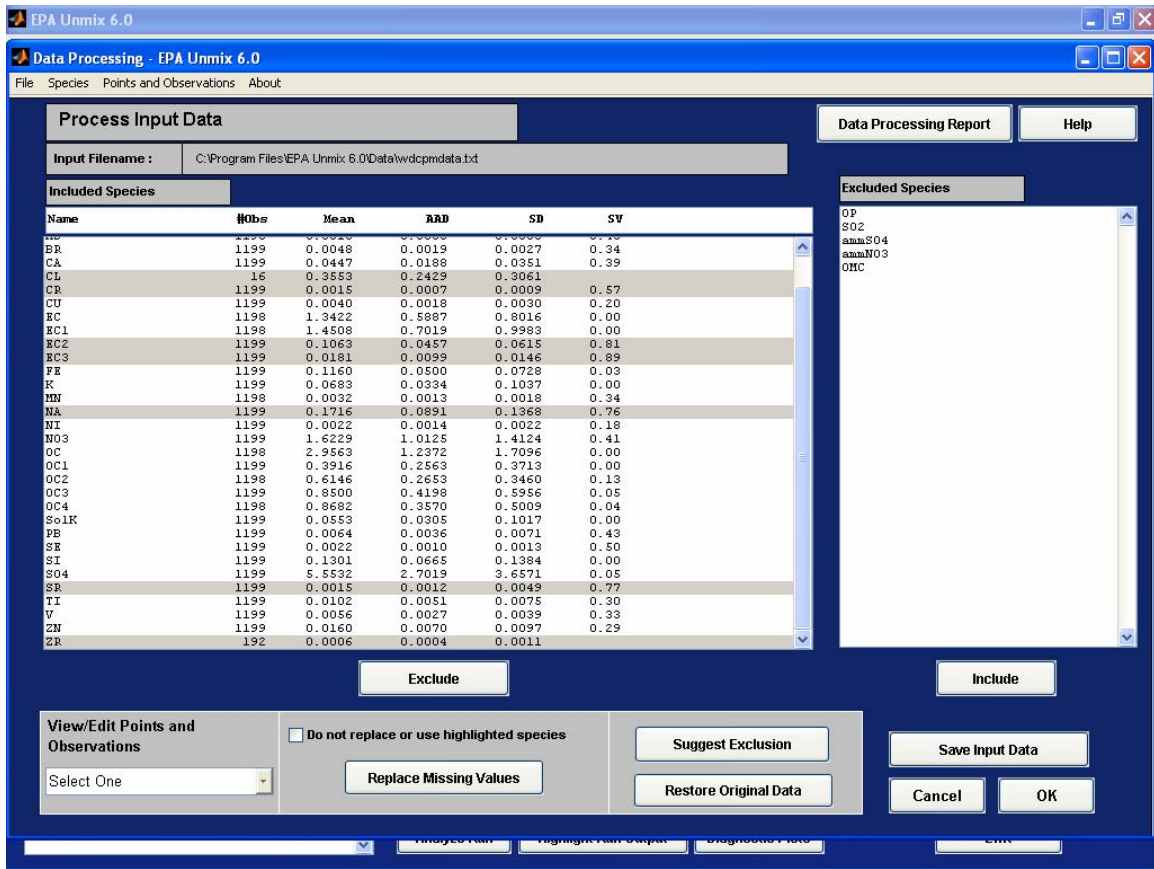 EPA Unmix 6.0
Data Processing - EPA Unmix 6.0
File Species Points and Observations About
Process Input Data
Data Processing Report
Help
Input Filename :
C:\Program Files\EPA Unmix 6.0\Data\wdcpmdata.txt
Included Species
Name #Obs Mean AAD SD SV
BR 1199 0.0048 0.0019 0.0027 0.34
CA 1199 0.0447 0.0188 0.0351 0.39
CL 16 0.3553 0.2429 0.3061
CR 1199 0.0015 0.0007 0.0009 0.57
CU 1199 0.0040 0.0018 0.0030 0.20
EC 1198 1.3422 0.5887 0.8016 0.00
EC1 1198 1.4508 0.7019 0.9983 0.00
EC2 1199 0.1063 0.0457 0.0615 0.81
EC3 1199 0.0181 0.0099 0.0146 0.89
FE 1199 0.1160 0.0500 0.0728 0.03
K 1199 0.0683 0.0334 0.1037 0.00
MN 1198 0.0032 0.0013 0.0018 0.34
NA 1199 0.1716 0.0891 0.1368 0.76
NI 1199 0.0022 0.0014 0.0022 0.18
NO3 1199 1.6229 1.0125 1.4124 0.41
OC 1198 2.9563 1.2372 1.7096 0.00
OC1 1199 0.3916 0.2563 0.3713 0.00
OC2 1198 0.6146 0.2653 0.3460 0.13
OC3 1199 0.8500 0.4198 0.5956 0.05
OC4 1198 0.8682 0.3570 0.5009 0.04
SolK 1199 0.0553 0.0305 0.1017 0.00
PB 1199 0.0064 0.0036 0.0071 0.43
SE 1199 0.0022 0.0010 0.0013 0.50
SI 1199 0.1301 0.0665 0.1384 0.00
SO4 1199 5.5532 2.7019 3.6571 0.05
SR 1199 0.0015 0.0012 0.0049 0.77
TI 1199 0.0102 0.0051 0.0075 0.30
V 1199 0.0056 0.0027 0.0039 0.33
ZN 1199 0.0160 0.0070 0.0097 0.29
ZR 192 0.0006 0.0004 0.0011
Excluded Species
OP
SO2
ammSO4
ammNO3
OMC
Exclude
Include
View/Edit Points and
Observations
Select One
Do not replace or use highlighted species
Replace Missing Values
Suggest Exclusion
Restore Original Data
Save Input Data
Cancel
OK